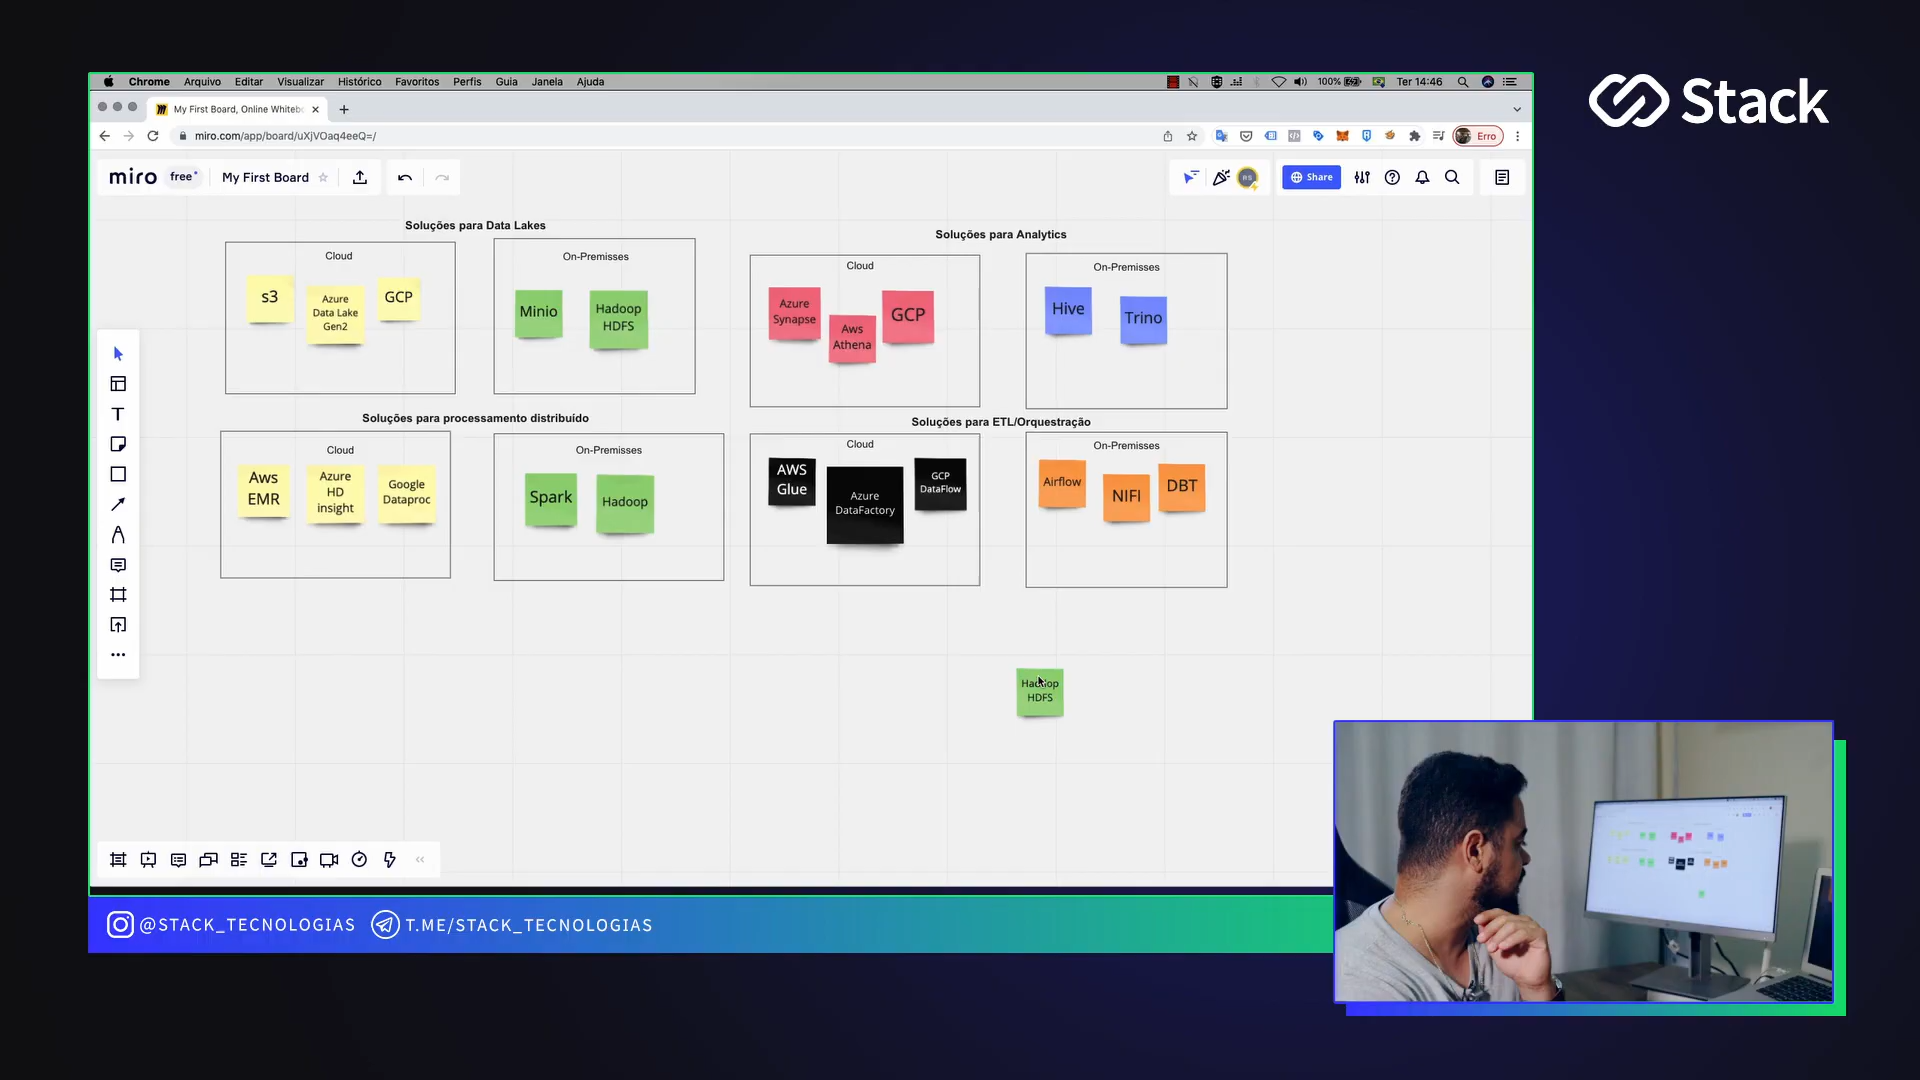 Stack
Chrome Arquivo Editar Visualizar Histórico Favoritos Perfis Guia Janela Ajuda
100% Ter 14:46
My First Board, Online Whitebo
miro.com/app/board/uXjVOaq4eeQ=/
Erro
miro free My First Board
RS
Share
Soluções para Data Lakes
Cloud
s3
Azure
Data Lake
Gen2
GCP
On-Premisses
Minio
Hadoop
HDFS
Soluções para Analytics
Cloud
Azure
Synapse
Aws
Athena
GCP
On-Premisses
Hive
Trino
Soluções para processamento distribuído
Cloud
Aws
EMR
Azure
HD
insight
Google
Dataproc
On-Premisses
Spark
Hadoop
Soluções para ETL/Orquestração
Cloud
AWS
Glue
Azure
DataFactory
GCP
DataFlow
On-Premisses
Airflow
NIFI
DBT
Hadoop
HDFS
@STACK_TECNOLOGIAS T.ME/STACK_TECNOLOGIAS